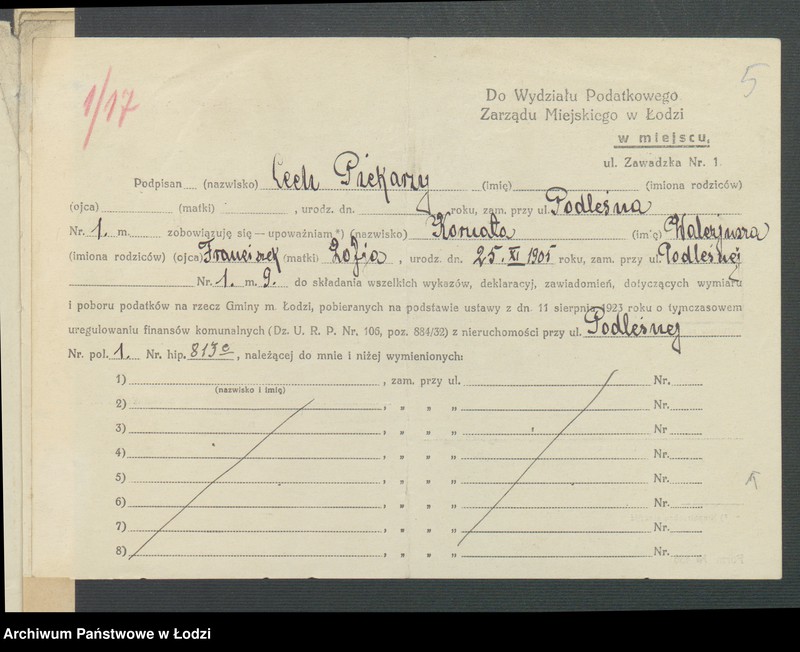 1/17
5
Do Wydziału Podatkowego
Zarządu Miejskiego w Łodzi
w miejscu,
ul. Zawadzka Nr. 1.
Podpisan (nazwisko) Cech Piekarzy (imię) (imiona rodziców)
(ojca) (matki) , urodz. dn. roku, zam. przy ul. Podleśna
Nr. 1. m. zobowiązuję się — upoważniam*) (nazwisko) Kornata (imię) Walerjusza
(imiona rodziców) (ojca) Franciszek (matki) Zofja , urodz. dn. 25. XI 1905 roku, zam. przy ul. Podleśnej
Nr. 1. m. 9. do składania wszelkich wykazów, deklaracyj, zawiadomień, dotyczących wymiaru
i poboru podatków na rzecz Gminy m. Łodzi, pobieranych na podstawie ustawy z dn. 11 sierpnia 1923 roku o tymczasowem
uregulowaniu finansów komunalnych (Dz. U. R. P. Nr. 106, poz. 884/32) z nieruchomości przy ul. Podleśnej
Nr. pol. 1. Nr. hip. 813e , należącej do mnie i niżej wymienionych:
1) , zam. przy ul. Nr.
(nazwisko i imię)
2) , „ „ „ Nr.
3) , „ „ „ Nr
4) , „ „ „ Nr.
5) , „ „ „ Nr.
6) , „ „ „ Nr.
7) , „ „ „ Nr.
8) , „ „ „ Nr.
Archiwum Państwowe w Łodzi